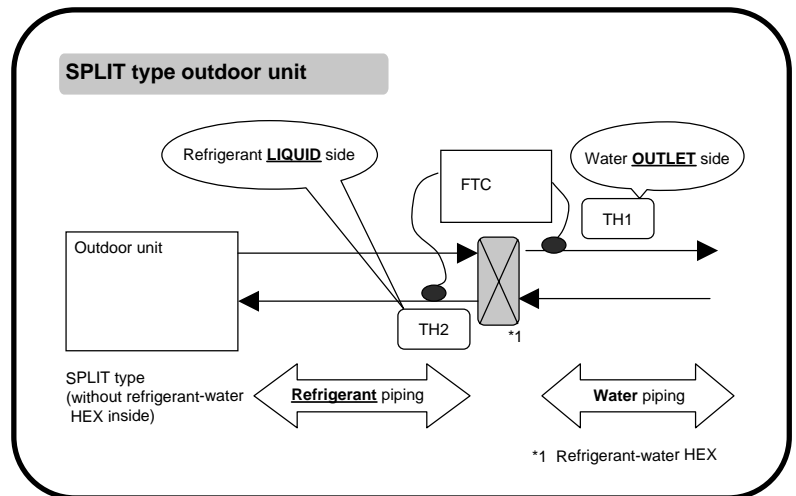 SPLIT type outdoor unit
Refrigerant LIQUID side
FTC
Water OUTLET side
TH1
Outdoor unit
TH2
*1
SPLIT type
(without refrigerant-water
HEX inside)
Refrigerant piping
Water piping
*1 Refrigerant-water HEX